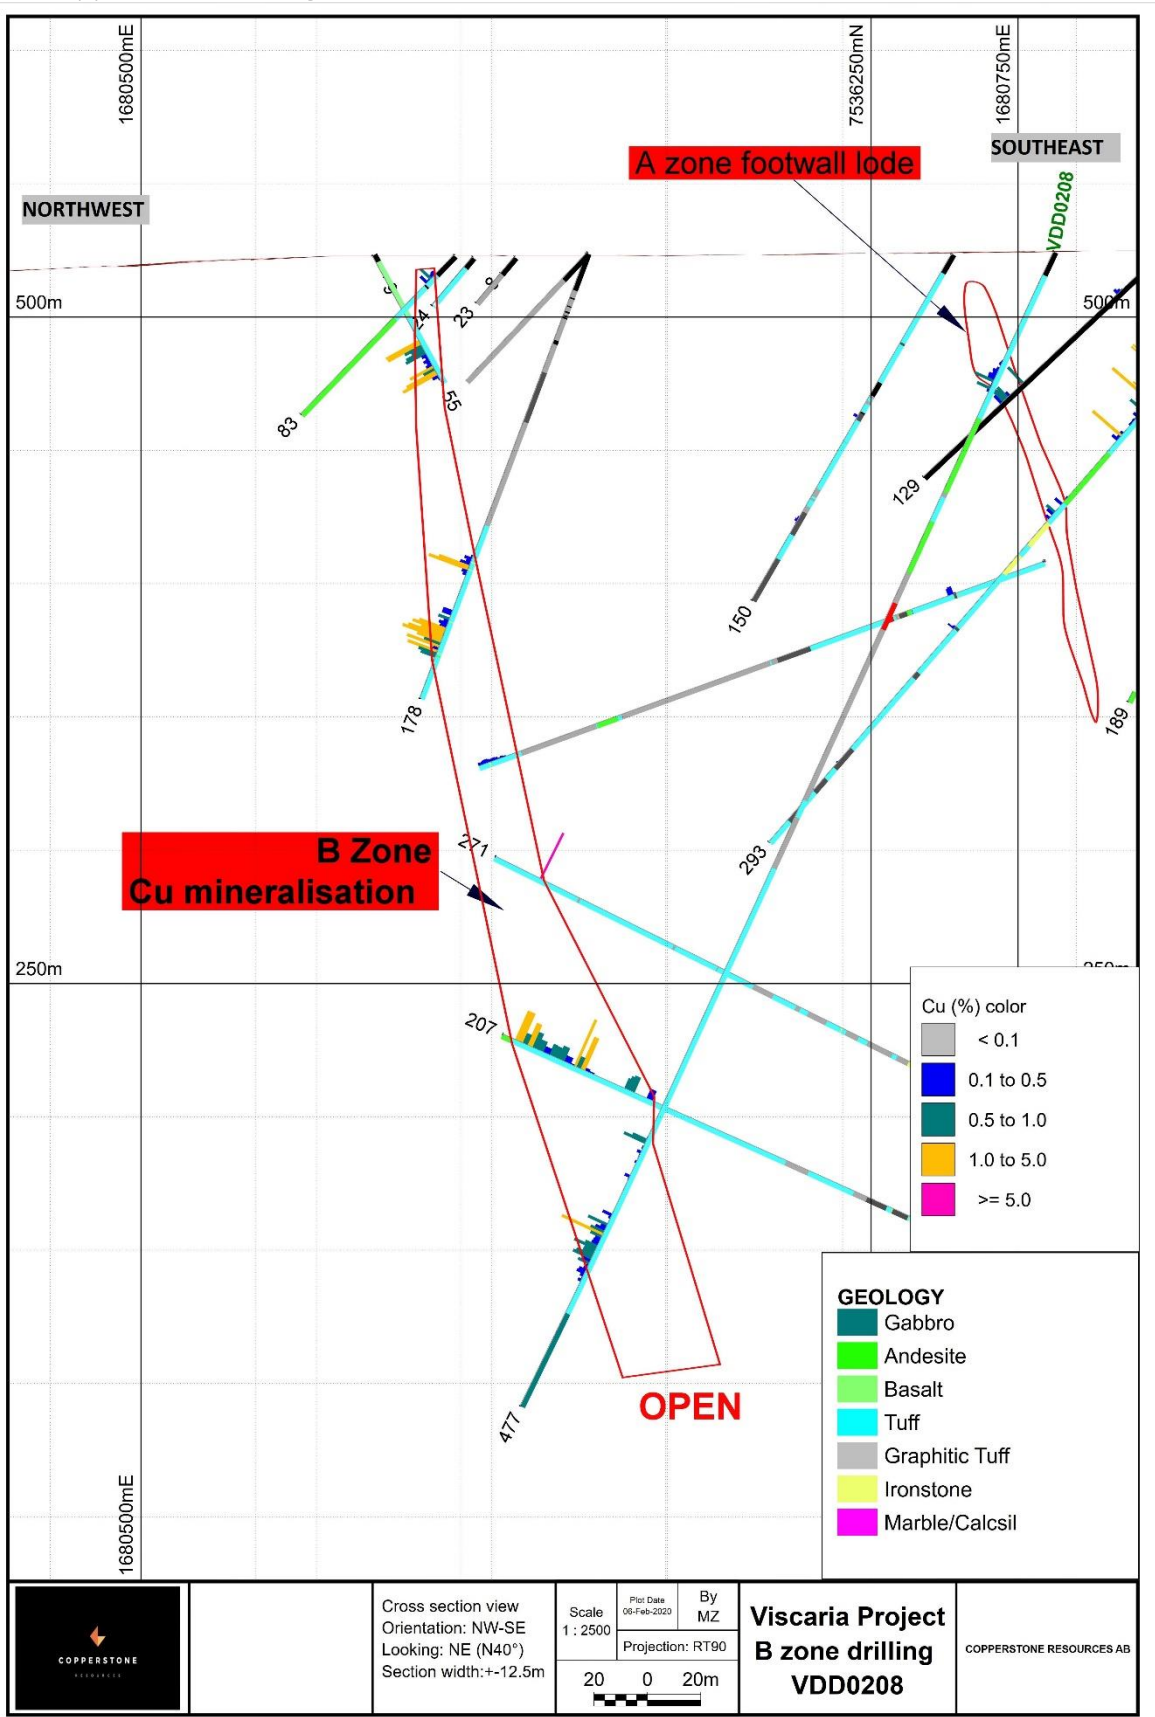 1680500mE
7536250mN
1680750mE
A zone footwall lode
SOUTHEAST
NORTHWEST
VDD0208
500m
500m
9
24
23
8
55
83
129
150
178
189
271
293
B Zone
Cu mineralisation
250m
207
477
OPEN
1680500mE
Cu (%) color
< 0.1
0.1 to 0.5
0.5 to 1.0
1.0 to 5.0
>= 5.0
GEOLOGY
Gabbro
Andesite
Basalt
Tuff
Graphitic Tuff
Ironstone
Marble/Calcsil
COPPERSTONE
RESOURCES
Cross section view
Orientation: NW-SE
Looking: NE (N40°)
Section width:+-12.5m
Scale
1 : 2500
Plot Date
06-Feb-2020
By
MZ
Projection: RT90
20 0 20m
Viscaria Project
B zone drilling
VDD0208
COPPERSTONE RESOURCES AB